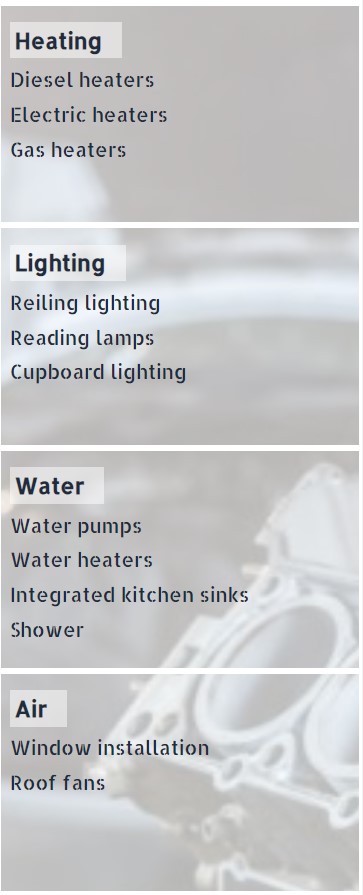 Heating
Diesel heaters
Electric heaters
Gas heaters
Lighting
Reiling lighting
Reading lamps
Cupboard lighting
Water
Water pumps
Water heaters
Integrated kitchen sinks
Shower
Air
Window installation
Roof fans